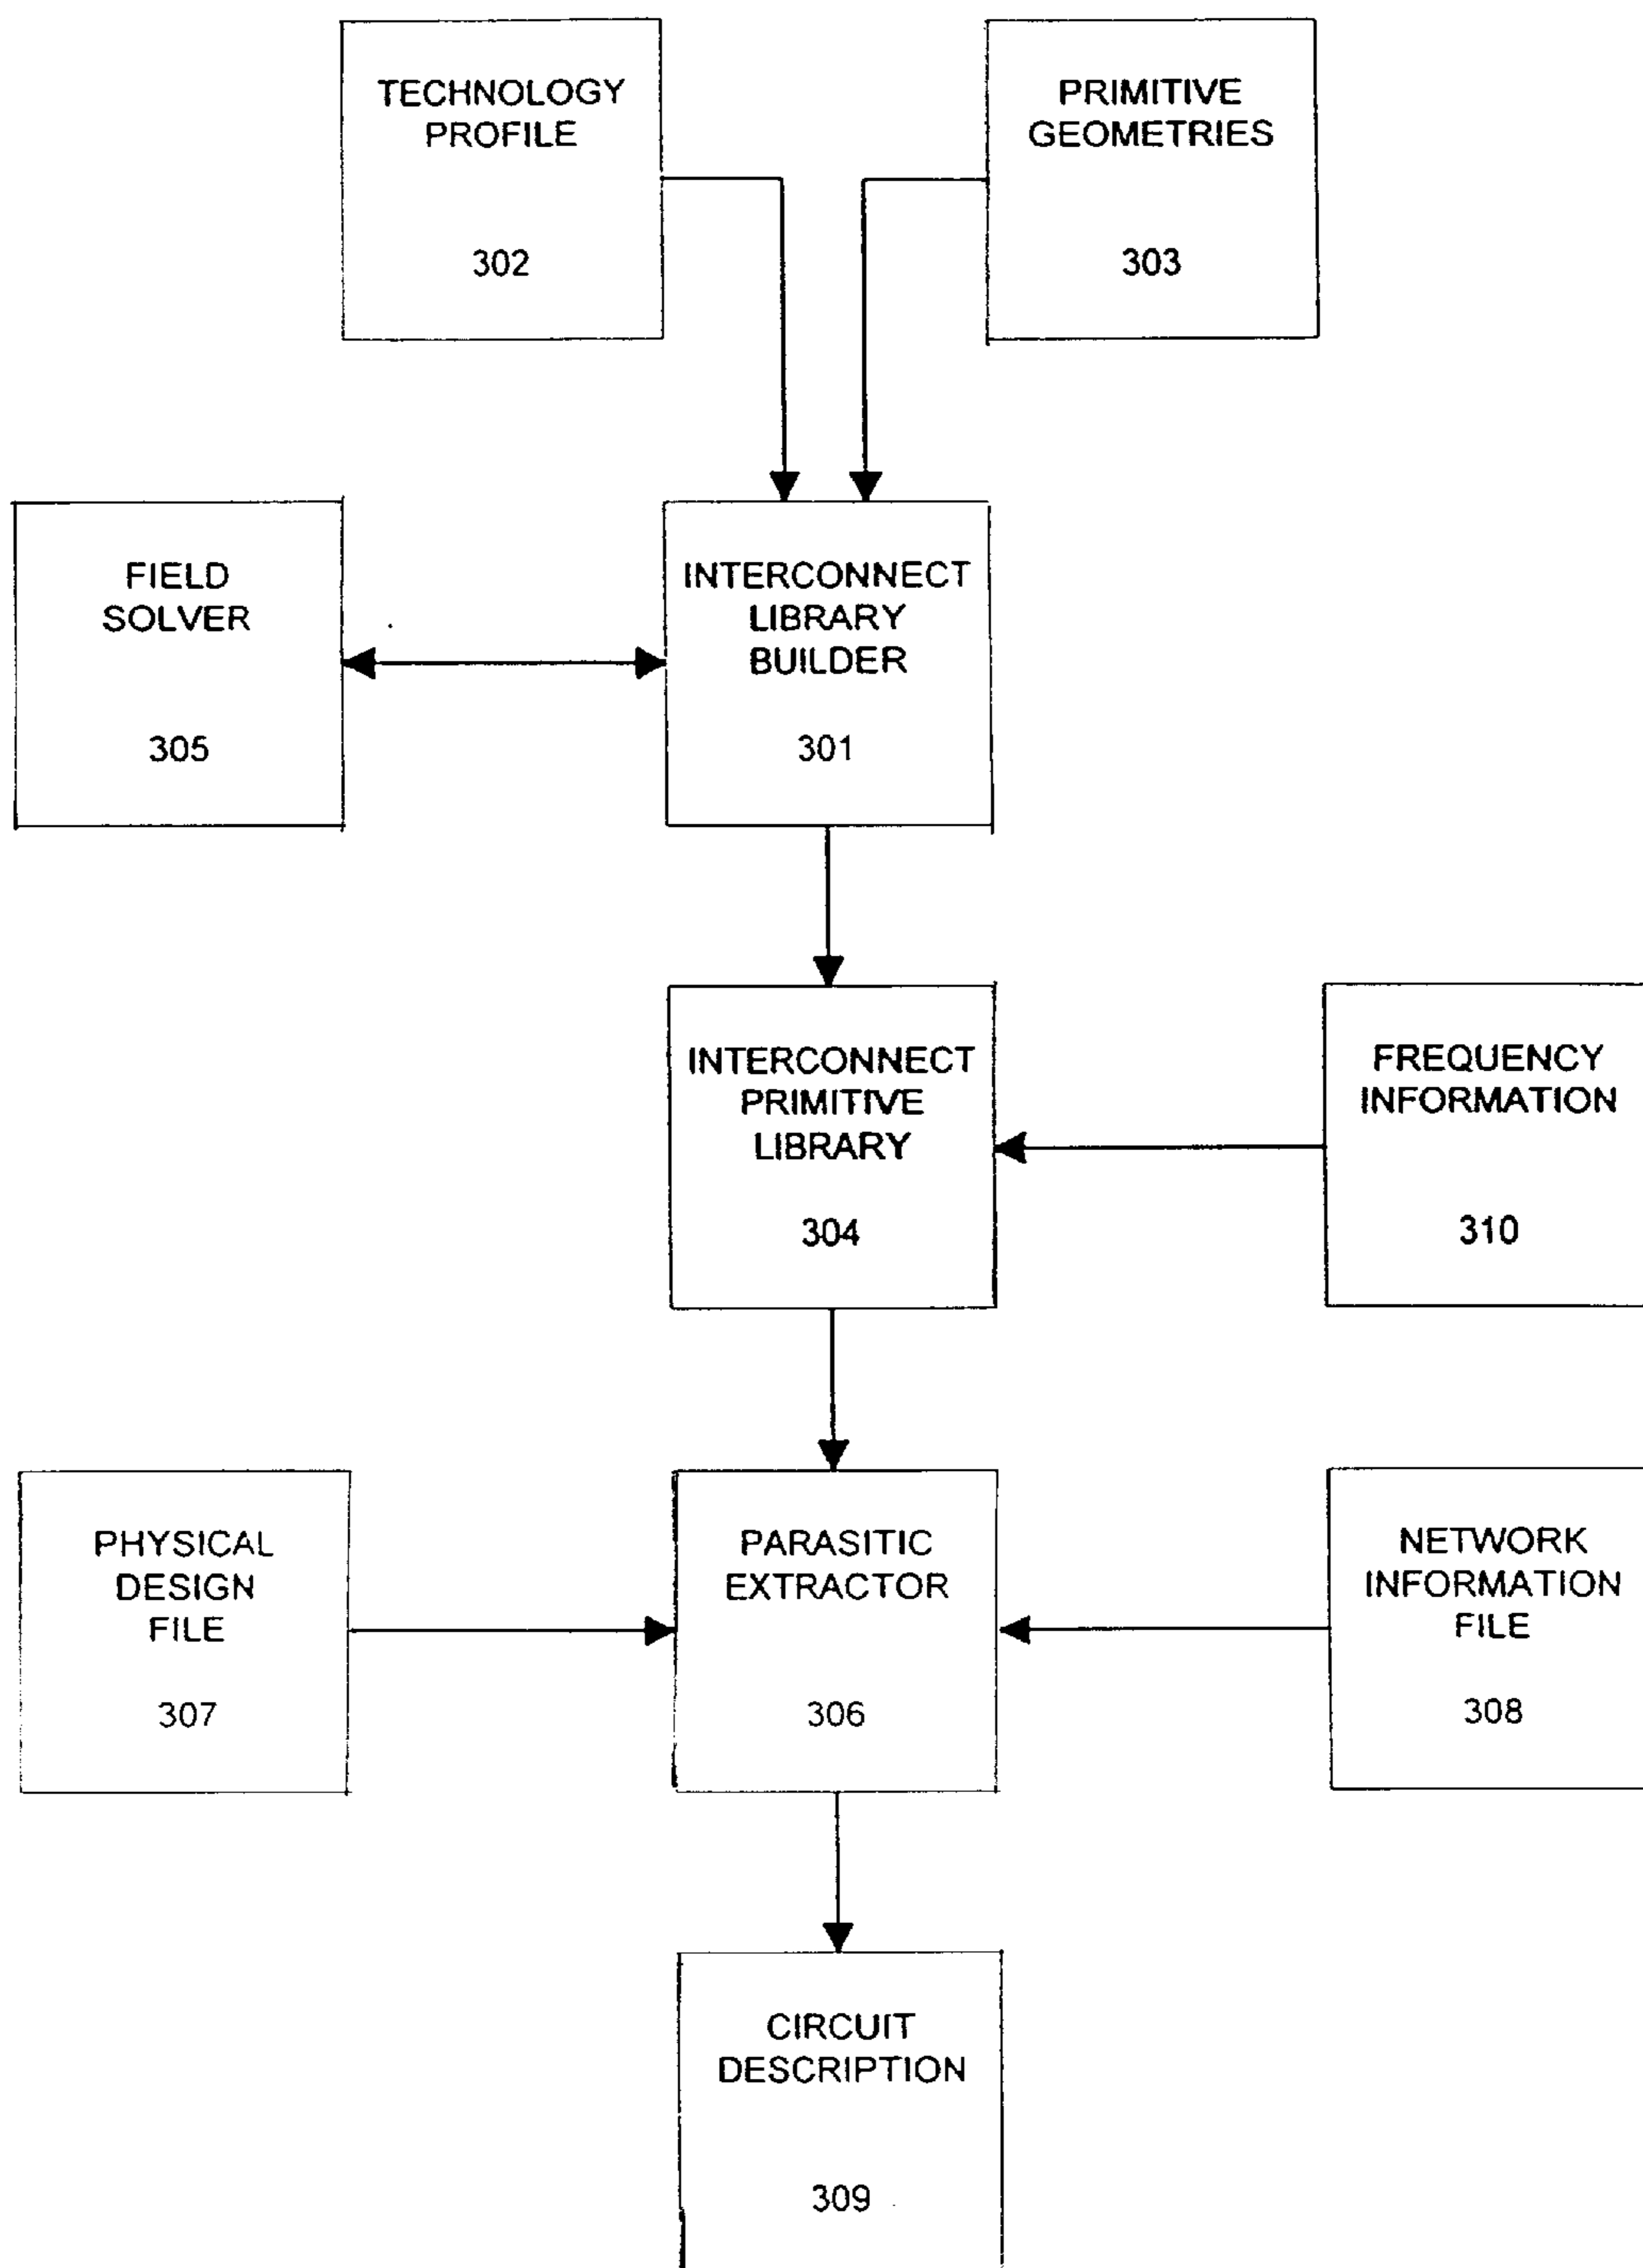 TECHNOLOGY
PROFILE
302
PRIMITIVE
GEOMETRIES
303
FIELD
SOLVER
305
INTERCONNECT
LIBRARY
BUILDER
301
INTERCONNECT
PRIMITIVE
LIBRARY
304
FREQUENCY
INFORMATION
310
PHYSICAL
DESIGN
FILE
307
PARASITIC
EXTRACTOR
306
NETWORK
INFORMATION
FILE
308
CIRCUIT
DESCRIPTION
309